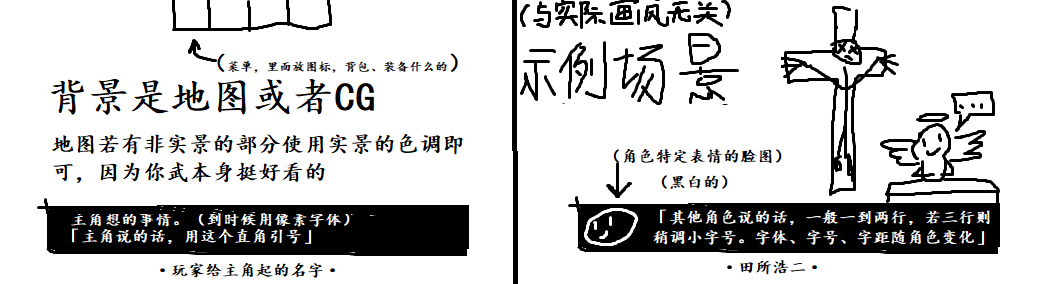 (菜单，里面放图标，背包、装备什么的)
背景是地图或者CG
地图若有非实景的部分使用实景的色调即
可，因为你武本身挺好看的
主角想的事情。(到时候用像素字体)
「主角说的话，用这个直角引号」
·玩家给主角起的名字·
(与实际画风无关)
示例场景
...
(角色特定表情的脸图)
(黑白的)
「其他角色说的话，一般一到两行，若三行则
稍调小字号。字体、字号、字距随角色变化」
·田所浩二·